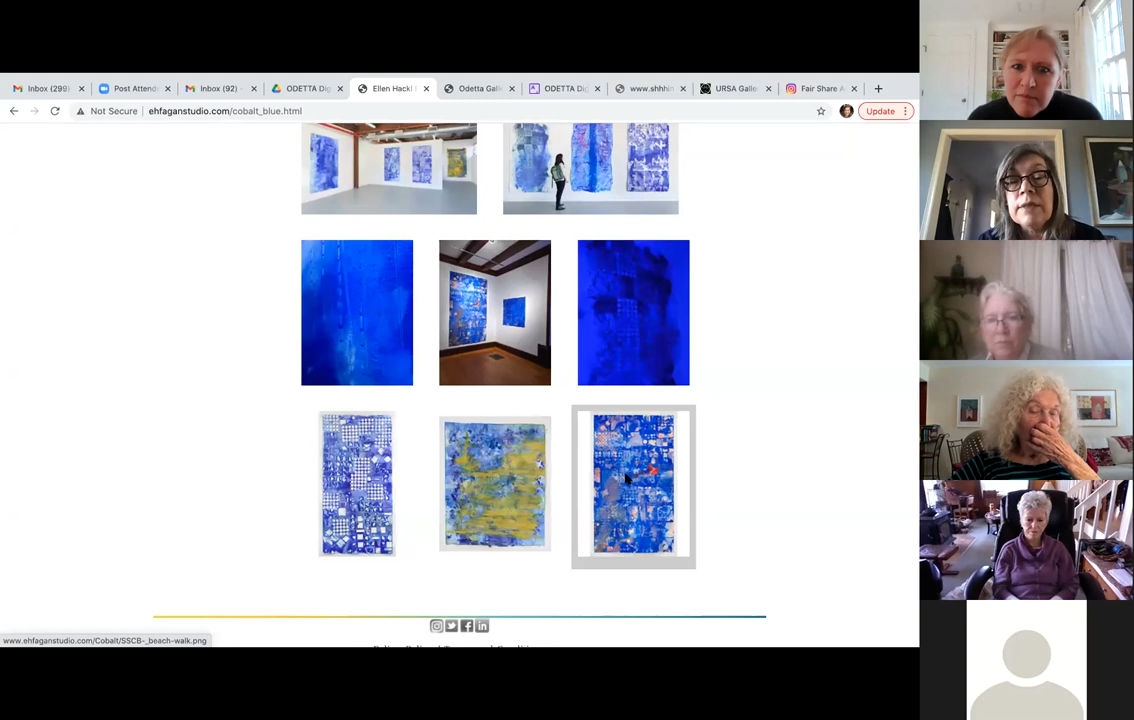 Inbox (299)
Post Attend
Inbox (92) -
ODETTA Dig
Ellen Hackl
Odetta Gall
ODETTA Dig
www.shhhin
URSA Galle
Fair Share A
Not Secure
ehfaganstudio.com/cobalt_blue.html
Update
www.ehfaganstudio.com/Cobalt/SSCB-_beach-walk.png